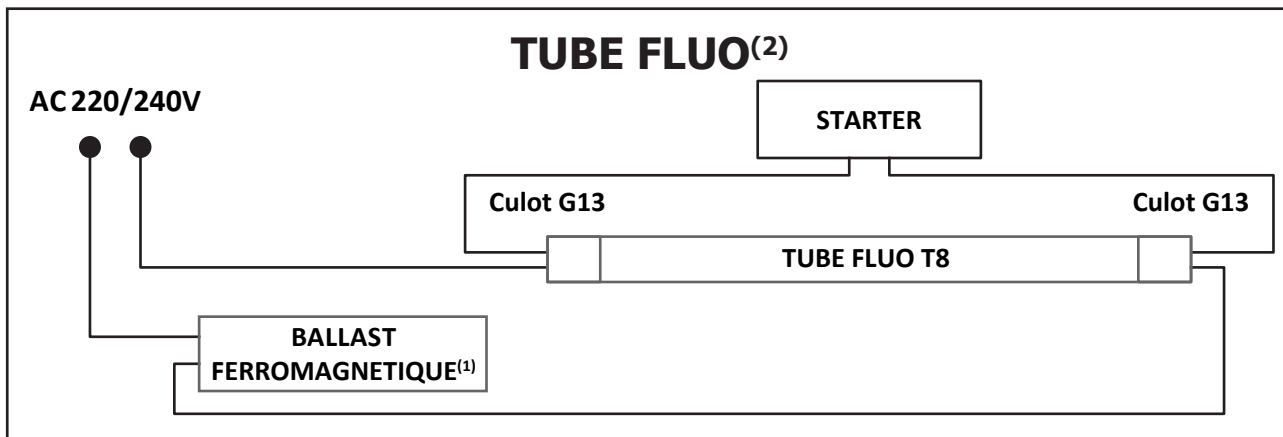 TUBE FLUO(2)
AC 220/240V
STARTER
Culot G13
Culot G13
TUBE FLUO T8
BALLAST
FERROMAGNETIQUE(1)